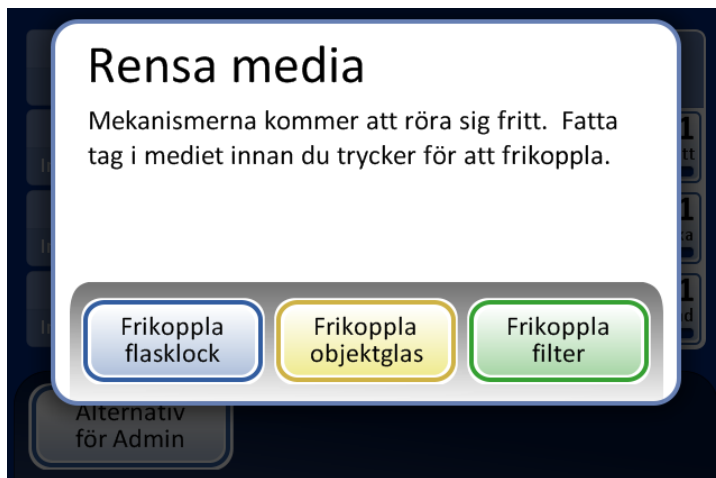 Rensa media
Mekanismerna kommer att röra sig fritt.  Fatta
tag i mediet innan du trycker för att frikoppla.
Frikoppla
flasklock
Frikoppla
objektglas
Frikoppla
filter
Alternativ
för Admin